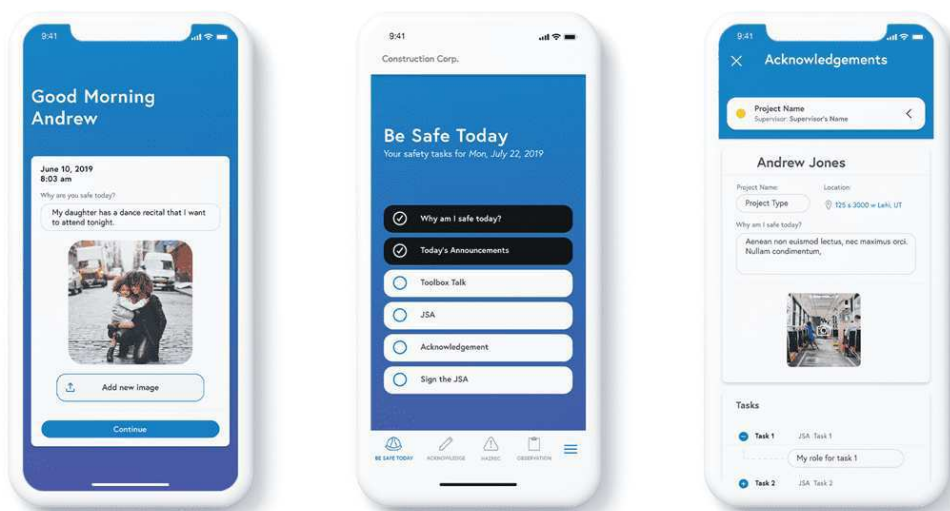 9:41
Good Morning
Andrew
June 10, 2019
8:03 am
Why are you safe today?
My daughter has a dance recital that I want
to attend tonight.
Add new image
Continue
9:41
Construction Corp.
Be Safe Today
Your safety tasks for Mon, July 22, 2019
Why am I safe today?
Today's Announcements
Toolbox Talk
JSA
Acknowledgement
Sign the JSA
BE SAFE TODAY
ACKNOWLEDGE
HAZREC
OBSERVATION
9:41
Acknowledgements
Project Name
Supervisor: Supervisor's Name
Andrew Jones
Project Name:
Location:
Project Type
125 s 3000 w Lehi, UT
Why am I safe today?
Aenean non euismod lectus, nec maximus orci.
Nullam condimentum,
Tasks
Task 1 JSA Task 1
My role for task 1
Task 2 JSA Task 2